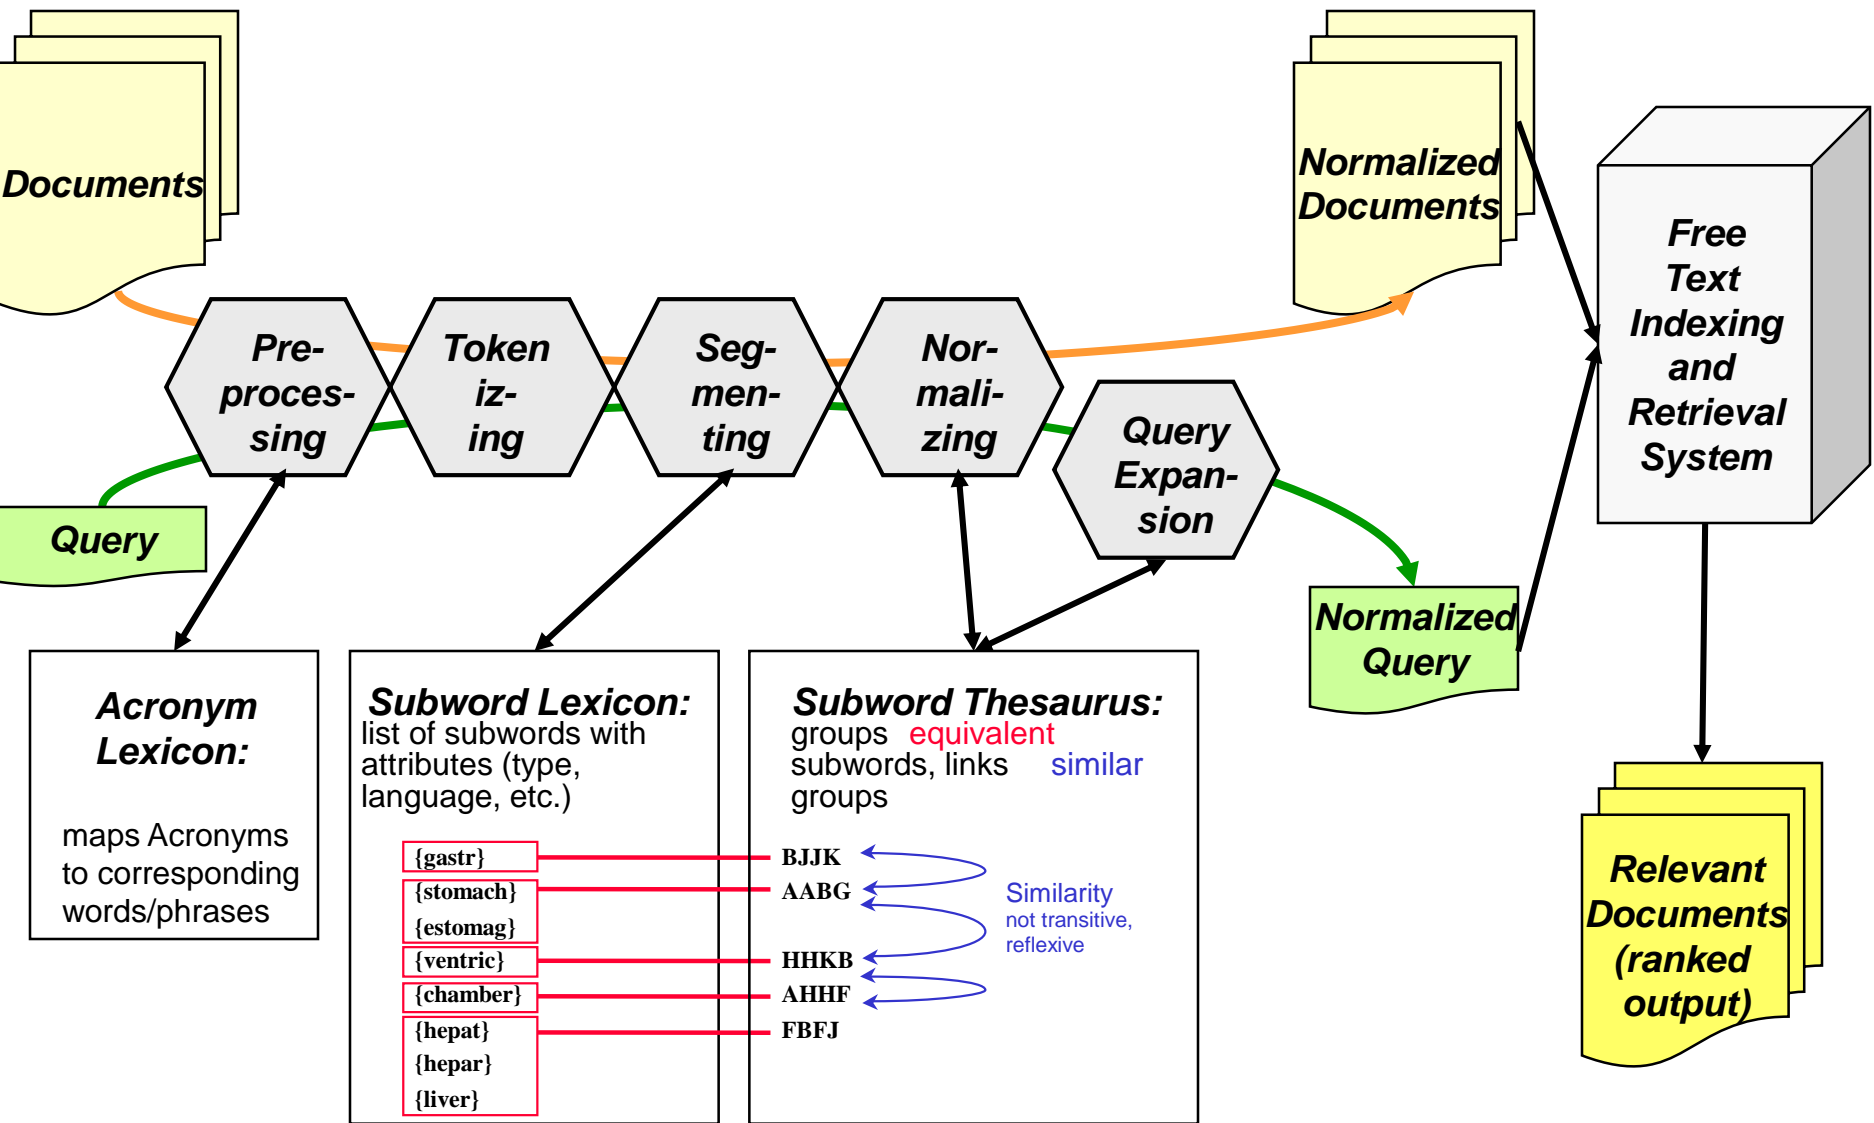 Documents
Normalized
Documents
Free
Text
Indexing
and
Retrieval
System
Pre-
proces-
sing
Token
iz-
ing
Seg-
men-
ting
Nor-
mali-
zing
Query
Expan-
sion
Query
Normalized
Query
Acronym
Lexicon:
maps Acronyms
to corresponding
words/phrases
Subword Lexicon:
list of subwords with
attributes (type,
language, etc.)
{gastr}
{stomach}
{estomag}
{ventric}
{chamber}
{hepat}
{hepar}
{liver}
Subword Thesaurus:
groups equivalent
subwords, links similar
groups
BJJK
AABG
HHKB
AHHF
FBFJ
Similarity
not transitive,
reflexive
Relevant
Documents
(ranked
output)